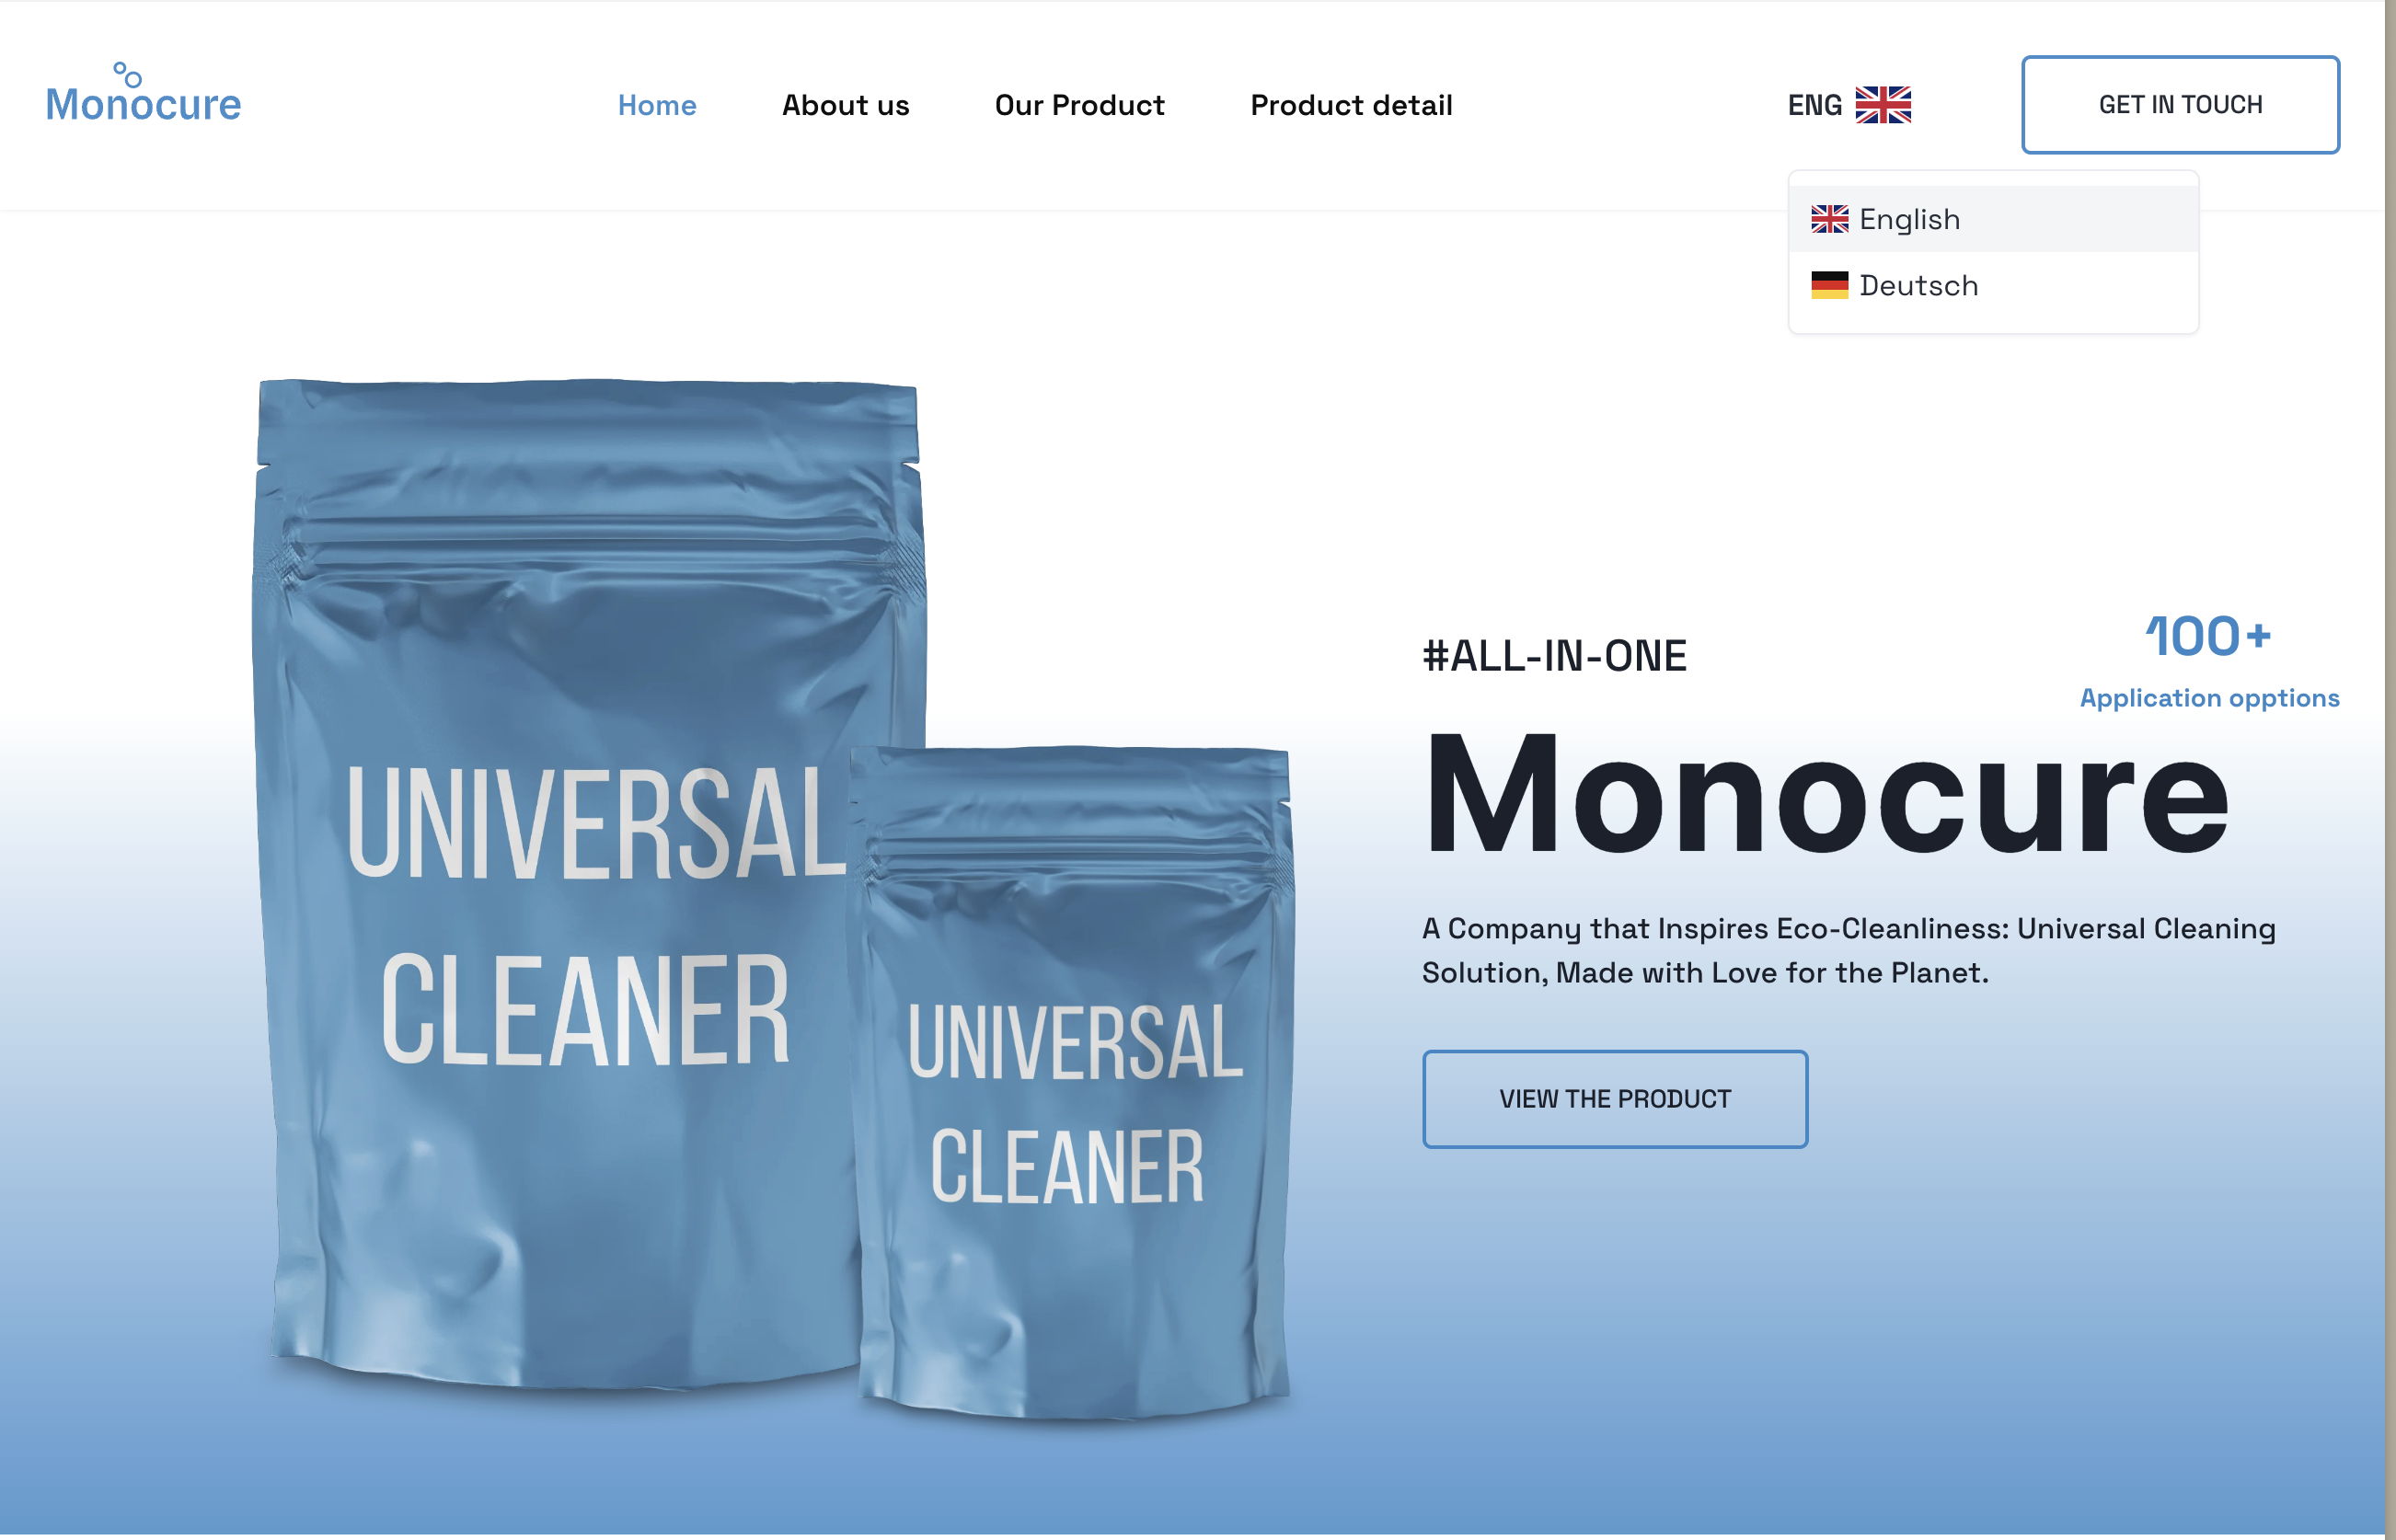 Monocure
Home
About us
Our Product
Product detail
ENG
GET IN TOUCH
English
Deutsch
UNIVERSAL
CLEANER
UNIVERSAL
CLEANER
#ALL-IN-ONE
100+
Application opptions
Monocure
A Company that Inspires Eco-Cleanliness: Universal Cleaning
Solution, Made with Love for the Planet.
VIEW THE PRODUCT